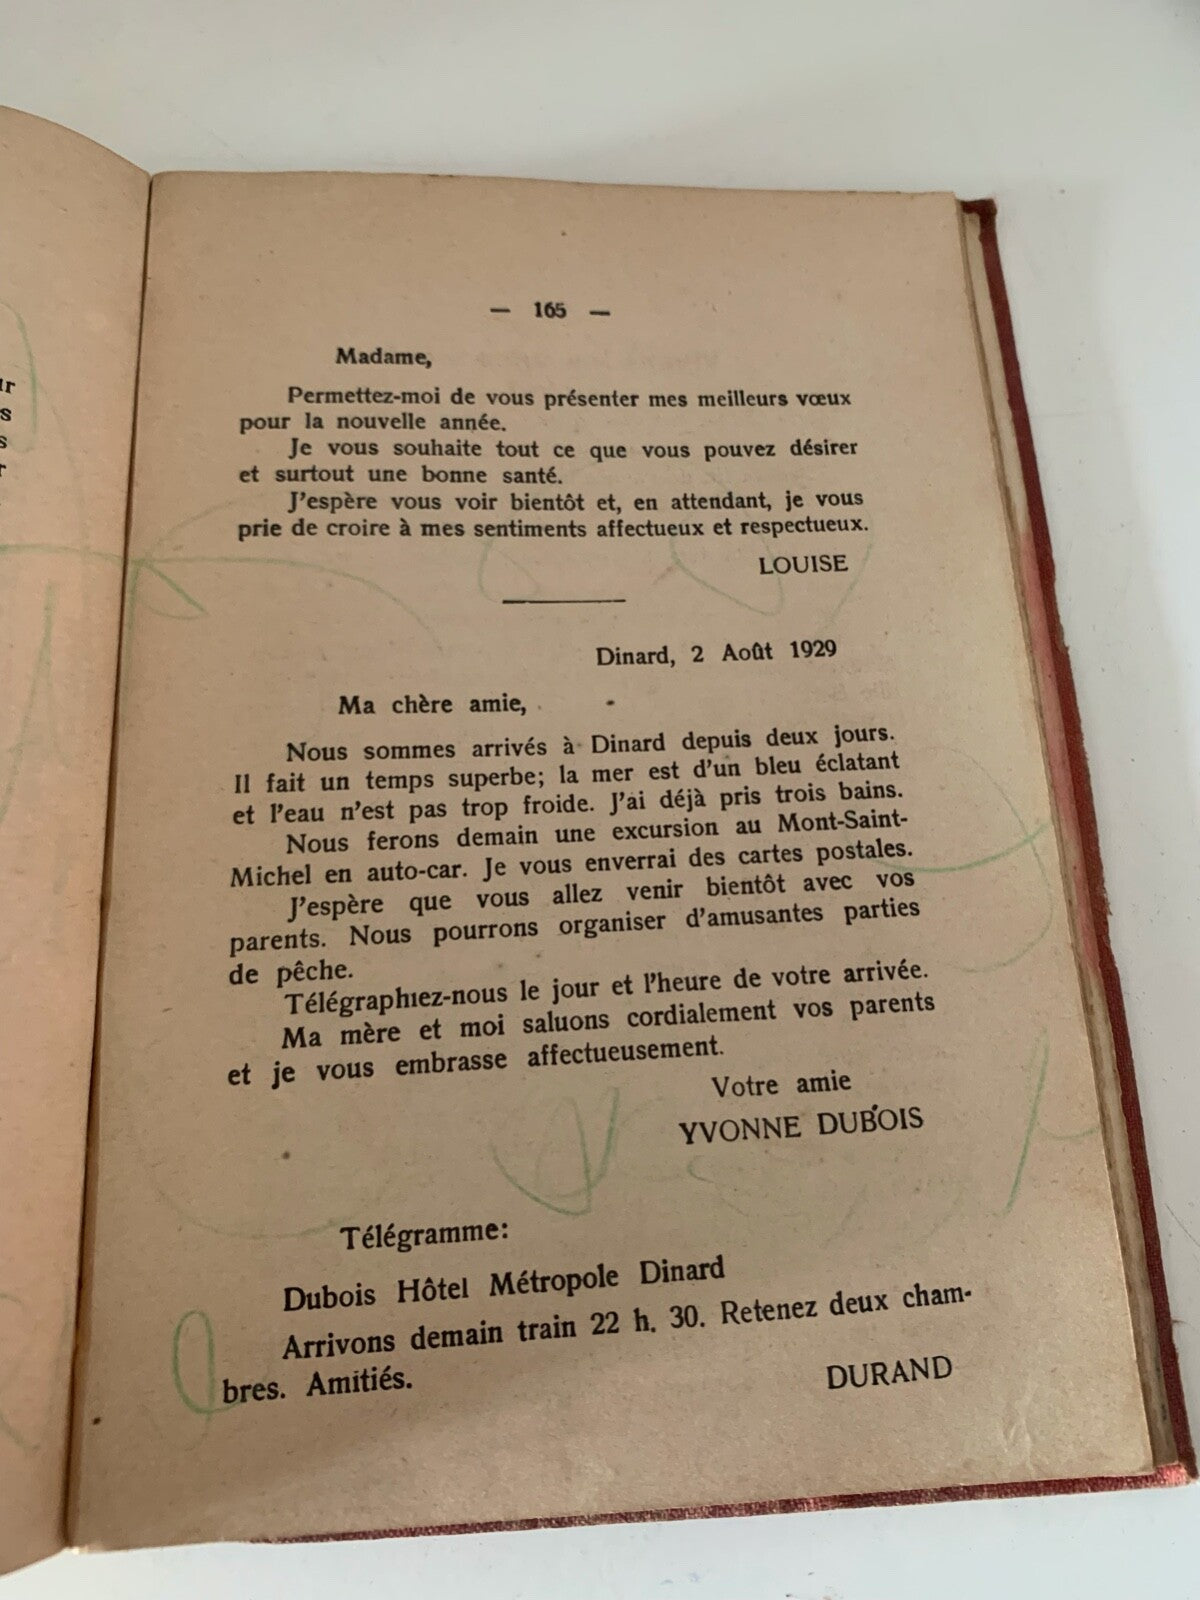 — 165 —
Madame,
Permettez-moi de vous présenter mes meilleurs vœux
pour la nouvelle année.
Je vous souhaite tout ce que vous pouvez désirer
et surtout une bonne santé.
J'espère vous voir bientôt et, en attendant, je vous
prie de croire à mes sentiments affectueux et respectueux.
LOUISE
Dinard, 2 Août 1929
Ma chère amie,
Nous sommes arrivés à Dinard depuis deux jours.
Il fait un temps superbe; la mer est d'un bleu éclatant
et l'eau n'est pas trop froide. J'ai déjà pris trois bains.
Nous ferons demain une excursion au Mont-Saint-
Michel en auto-car. Je vous enverrai des cartes postales.
J'espère que vous allez venir bientôt avec vos
parents. Nous pourrons organiser d'amusantes parties
de pêche.
Télégraphiez-nous le jour et l'heure de votre arrivée.
Ma mère et moi saluons cordialement vos parents
et je vous embrasse affectueusement.
Votre amie
YVONNE DUBOIS
Télégramme:
Dubois Hôtel Métropole Dinard
Arrivons demain train 22 h. 30. Retenez deux cham-
bres. Amitiés.
DURAND